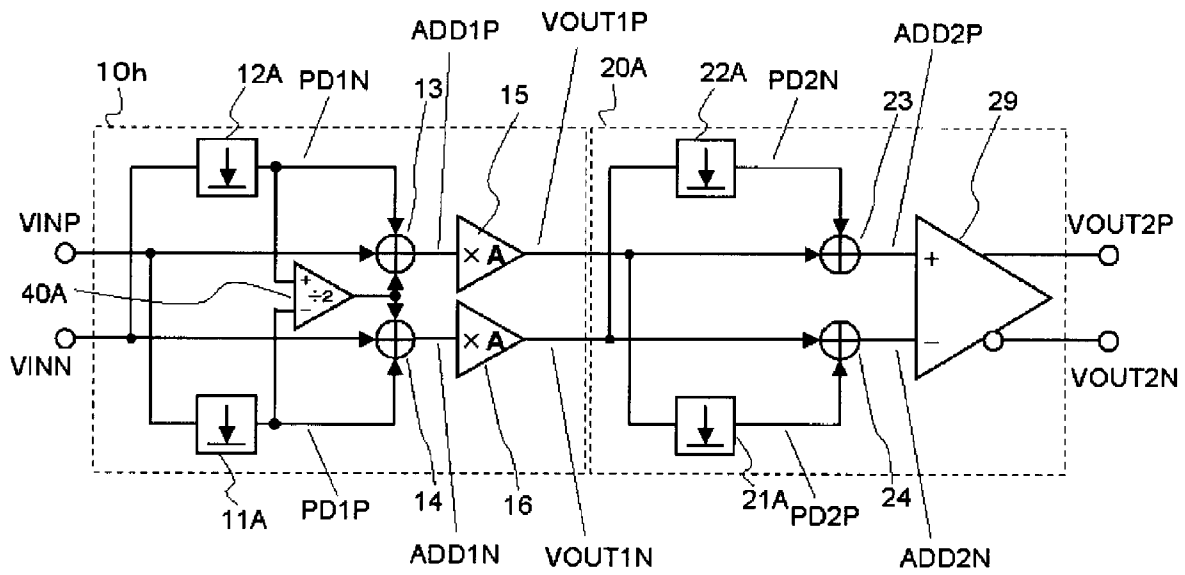 VOUT1P
ADD1P
ADD2P
10h
12A
PD1N
13
15
20A
22A
PD2N
23
29
VINP
× A
+
VOUT2P
40A
+
÷2
−
× A
−
VINN
VOUT2N
11A
PD1P
14
16
21A
PD2P
24
ADD1N
VOUT1N
ADD2N